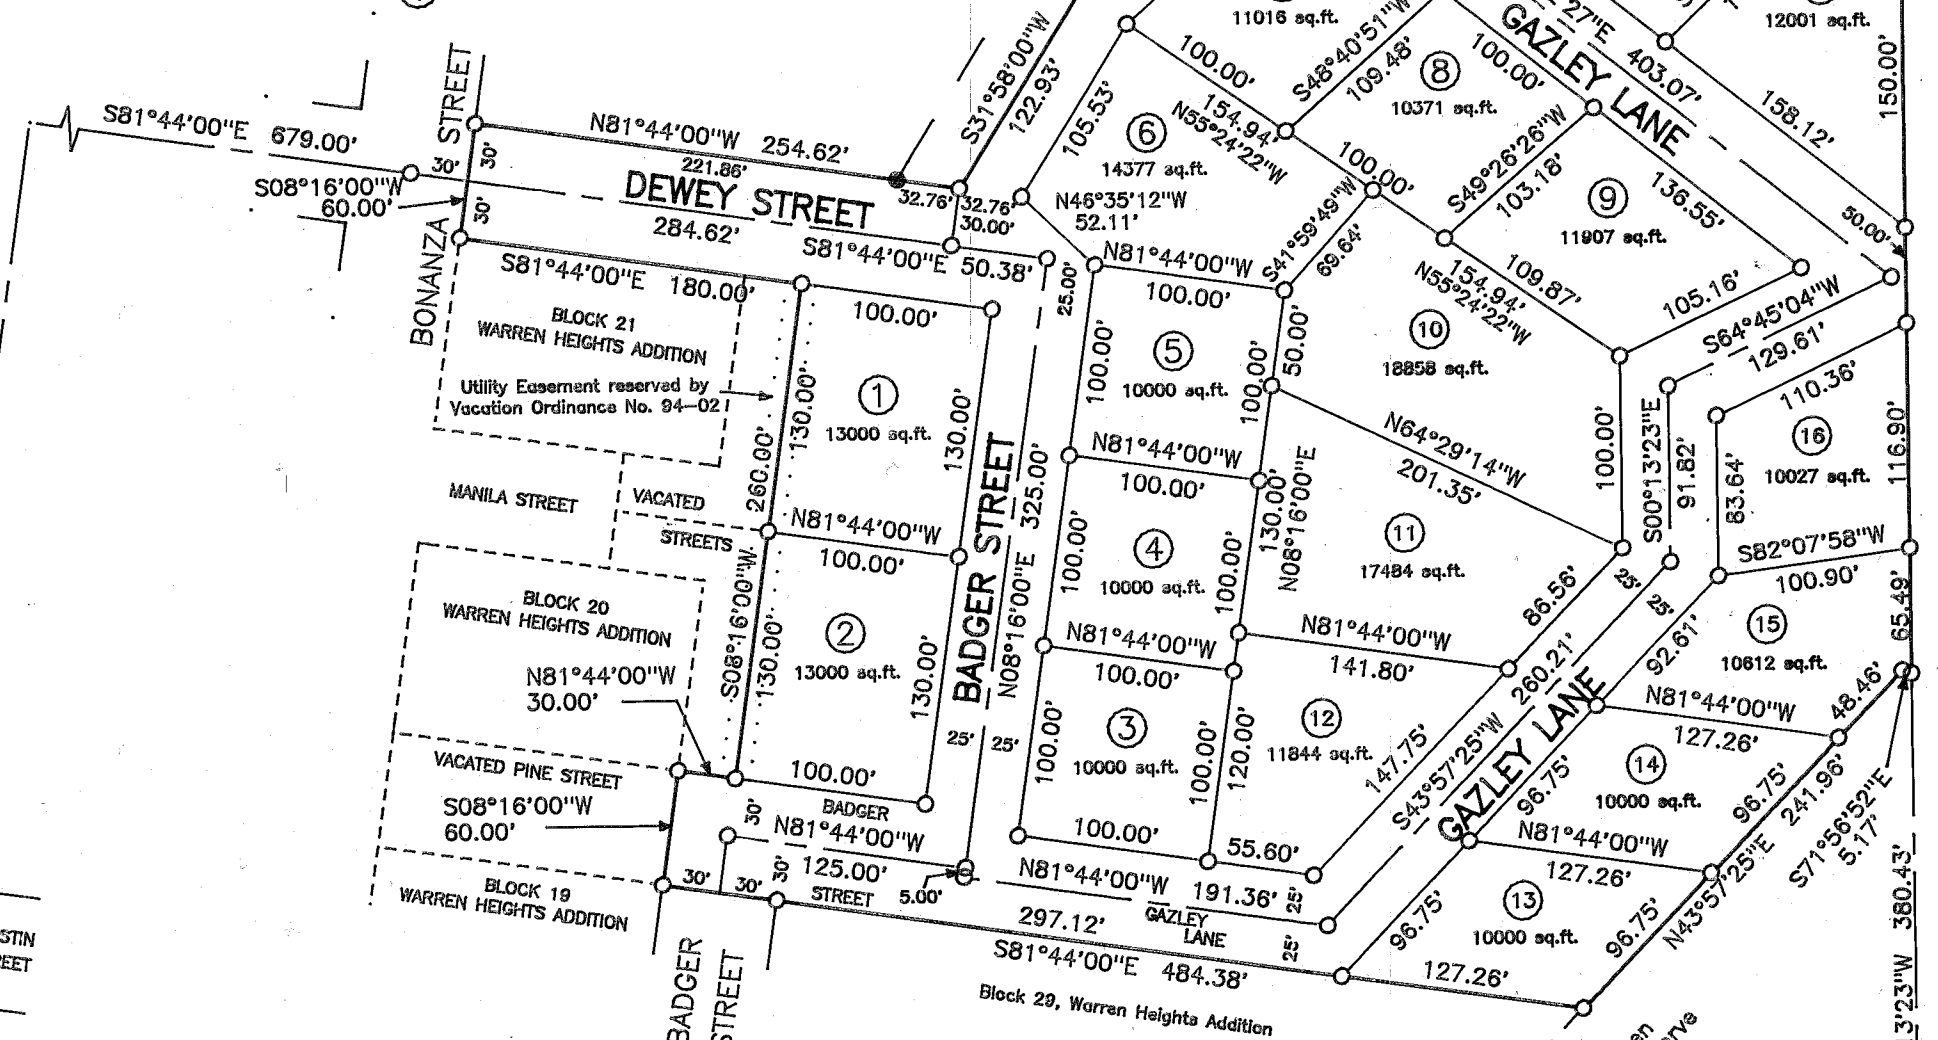 11016 sq.ft.
12001 sq.ft.
27"E
403.07'
GAZLEY LANE
100.00'
158.12'
150.00'
S48°40'51"W
109.48'
8
10371 sq.ft.
100.00'
S31°58'00"W
122.93'
105.53'
6
14377 sq.ft.
154.94'
N55°24'22"W
100.00'
S49°26'26"W
103.18'
136.55'
9
11907 sq.ft.
50.00'
STREET
S81°44'00"E 679.00'
30'
30'
S08°16'00"W
60.00'
30'
N81°44'00"W 254.62'
221.86'
32.76'
32.76'
30.00'
DEWEY STREET
284.62'
S81°44'00"E 50.38'
25.00'
N46°35'12"W
52.11'
N81°44'00"W
100.00'
S41°59'49"W
69.64'
109.87'
154.94'
N55°24'22"W
105.16'
S64°45'04"W
129.61'
110.36'
BONANZA
S81°44'00"E 180.00'
100.00'
BLOCK 21
WARREN HEIGHTS ADDITION
Utility Easement reserved by
Vacation Ordinance No. 94-02
260.00'
130.00'
1
13000 sq.ft.
130.00'
325.00'
100.00'
5
10000 sq.ft.
100.00'
50.00'
10
18858 sq.ft.
100.00'
S00°13'23"E
91.82'
83.64'
16
10027 sq.ft.
116.90'
N81°44'00"W
100.00'
N64°29'14"W
201.35'
MANILA STREET
VACATED
STREETS
N81°44'00"W
100.00'
BADGER STREET
N08°16'00"E
100.00'
4
10000 sq.ft.
100.00'
130.00'
N08°16'00"E
11
17484 sq.ft.
S82°07'58"W
100.90'
25'
25'
86.56'
BLOCK 20
WARREN HEIGHTS ADDITION
S08°16'00"W
130.00'
2
13000 sq.ft.
130.00'
N81°44'00"W
100.00'
N81°44'00"W
141.80'
260.21'
92.61'
15
10612 sq.ft.
65.49'
N81°44'00"W
30.00'
25'
25'
100.00'
3
10000 sq.ft.
100.00'
120.00'
12
11844 sq.ft.
147.75'
S43°57'25"W
GAZLEY LANE
96.75'
N81°44'00"W
127.26'
48.46'
14
10000 sq.ft.
96.75'
241.96'
N43°57'25"E
S71°56'52"E
5.17'
VACATED PINE STREET
S08°16'00"W
60.00'
100.00'
BADGER
30'
N81°44'00"W
125.00'
30'
STREET
5.00'
100.00'
55.60'
N81°44'00"W 191.36'
25'
25'
GAZLEY
LANE
N81°44'00"W
127.26'
96.75'
13
10000 sq.ft.
96.75'
BLOCK 19
WARREN HEIGHTS ADDITION
30'
30'
297.12'
S81°44'00"E 484.38'
127.26'
Block 29, Warren Heights Addition
BADGER
STREET
380.43'
3'23"W
STIN
REET
en
rve